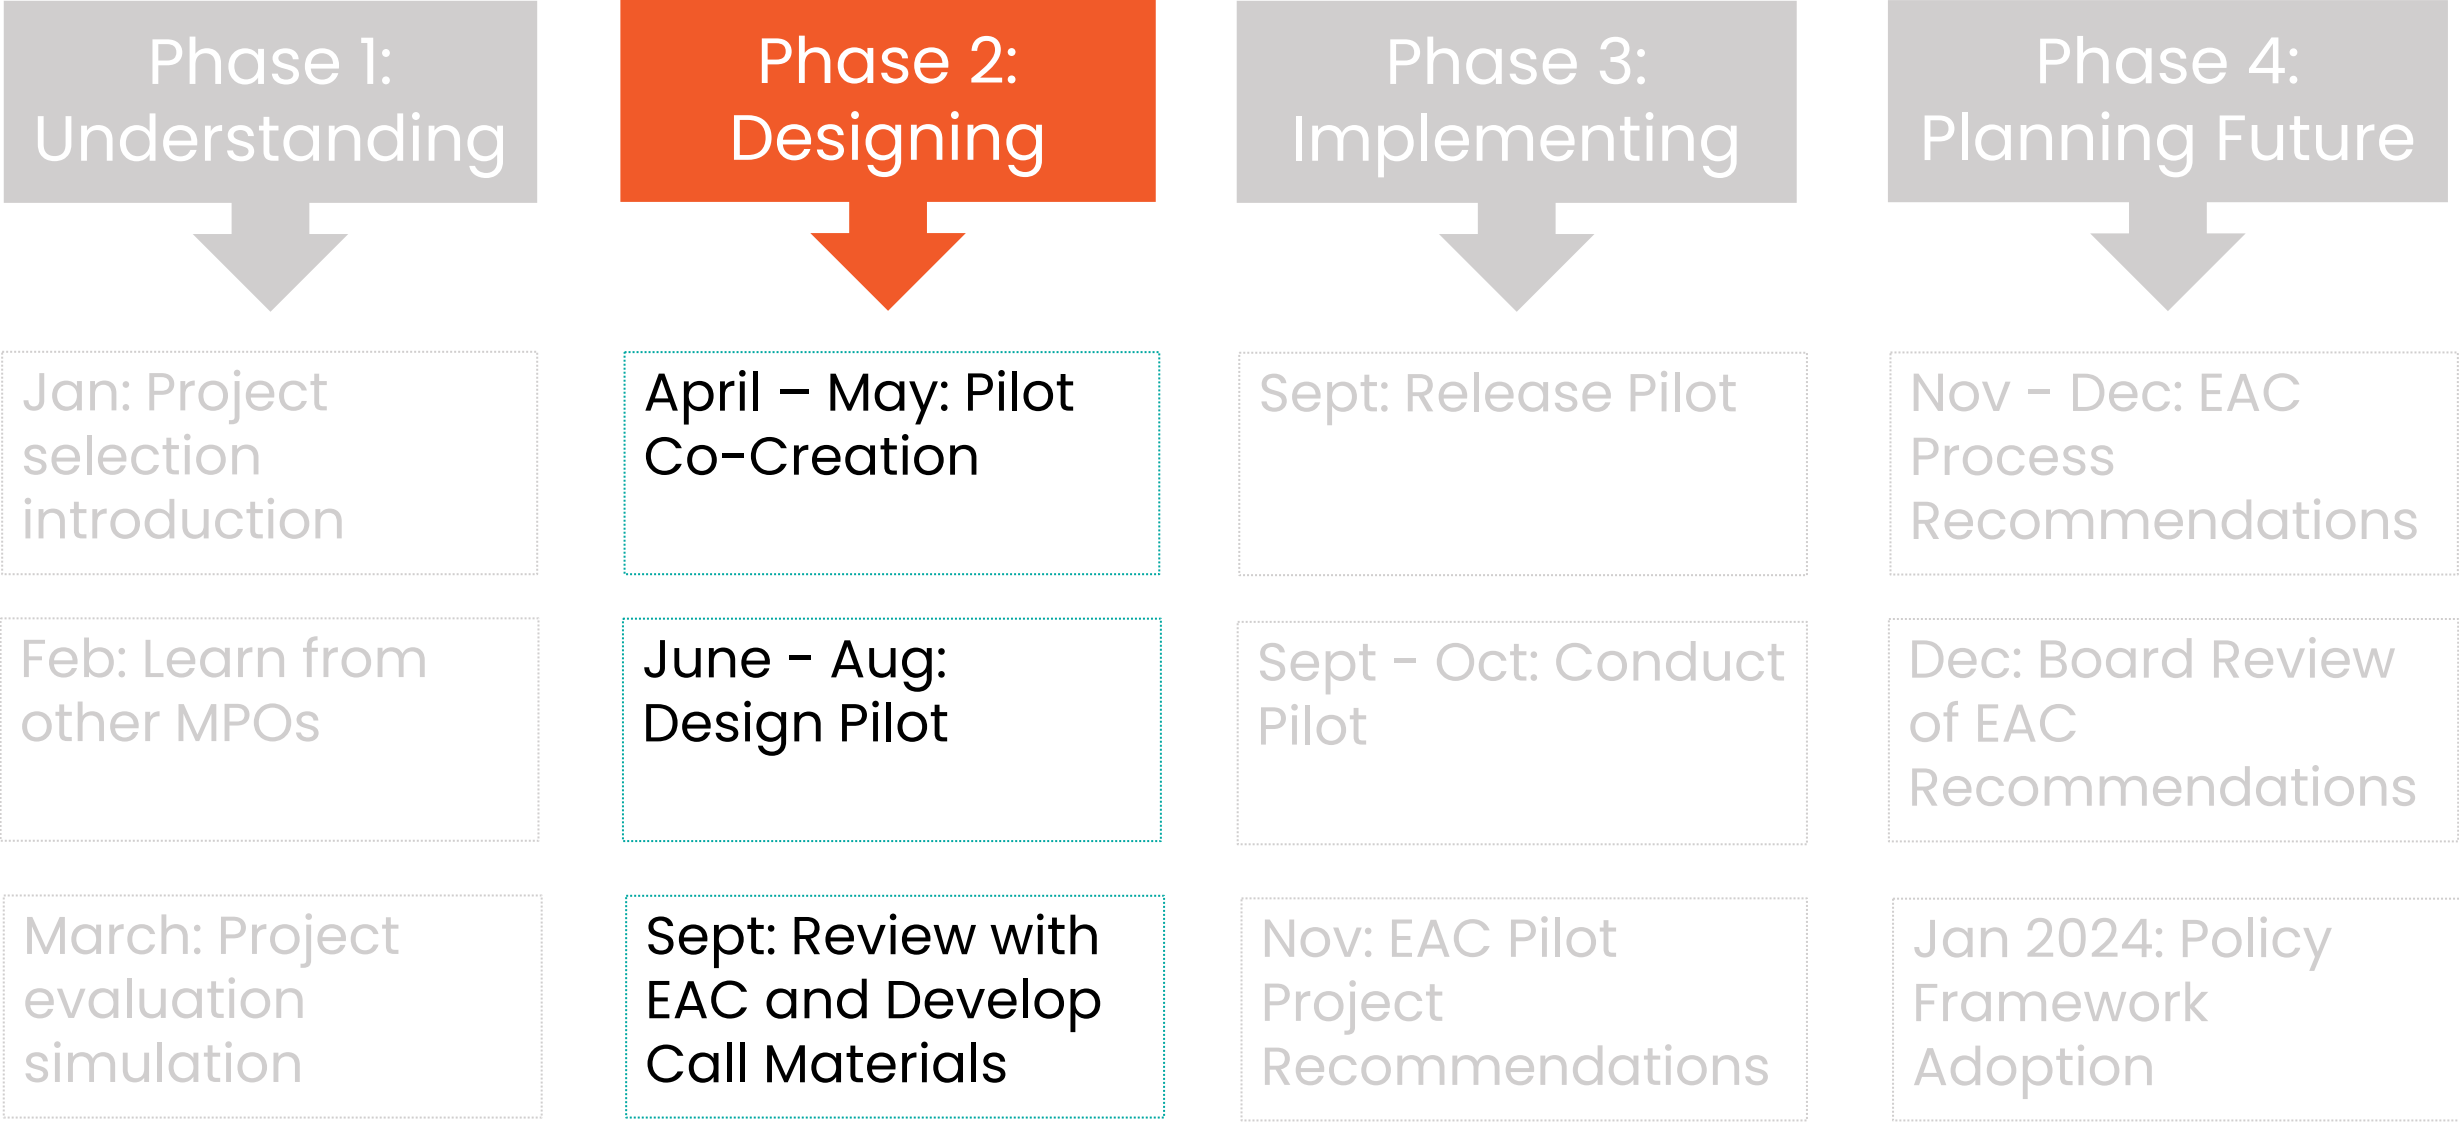 Phase 1:
Understanding
Jan: Project
selection
introduction
Feb: Learn from
other MPOs
March: Project
evaluation
simulation
Phase 2:
Designing
April – May: Pilot
Co-Creation
June - Aug:
Design Pilot
Sept: Review with
EAC and Develop
Call Materials
Phase 3:
Implementing
Sept: Release Pilot
Sept - Oct: Conduct
Pilot
Nov: EAC Pilot
Project
Recommendations
Phase 4:
Planning Future
Nov - Dec: EAC
Process
Recommendations
Dec: Board Review
of EAC
Recommendations
Jan 2024: Policy
Framework
Adoption